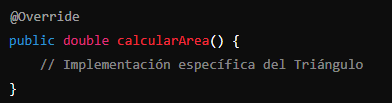 @Override
public double calcularArea() {
    // Implementación específica del Triángulo
}